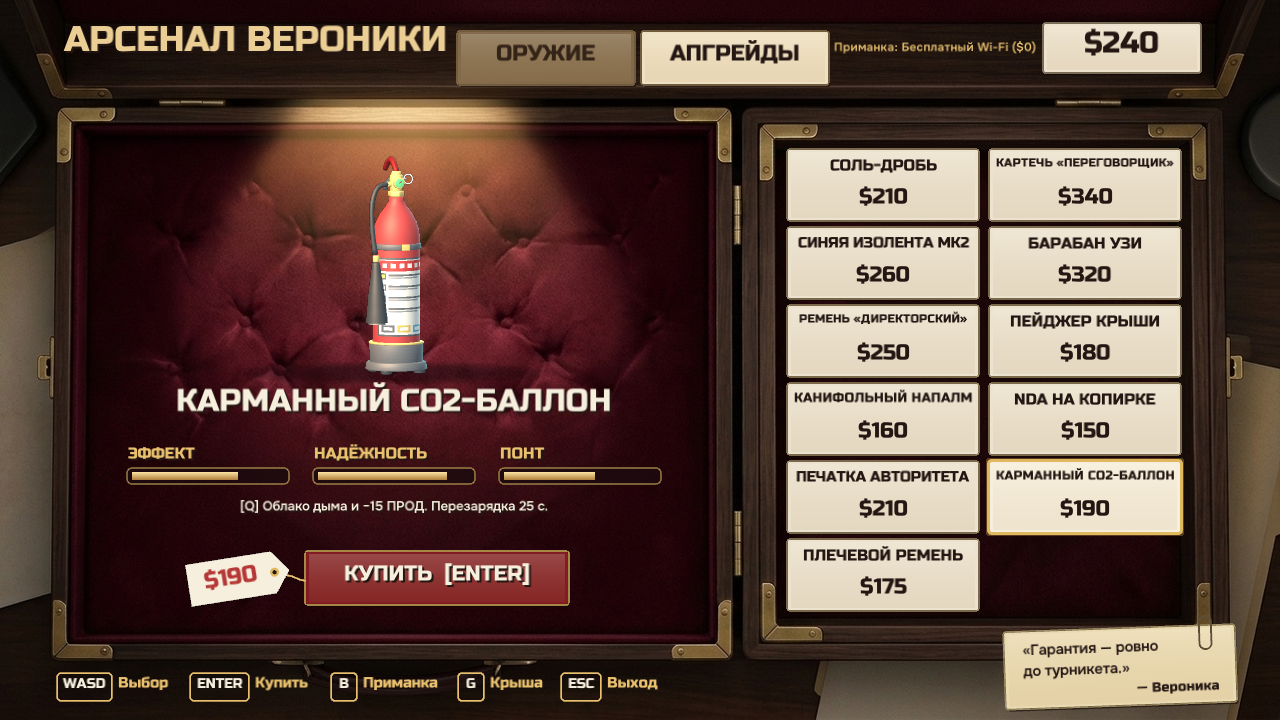 АРСЕНАЛ ВЕРОНИКИ
ОРУЖИЕ
АПГРЕЙДЫ
Приманка: Бесплатный Wi-Fi ($0)
$240
КАРМАННЫЙ CO2-БАЛЛОН
ЭФФЕКТ
НАДЁЖНОСТЬ
ПОНТ
[Q] Облако дыма и −15 ПРОД. Перезарядка 25 с.
$190
КУПИТЬ [ENTER]
СОЛЬ-ДРОБЬ
$210
КАРТЕЧЬ «ПЕРЕГОВОРЩИК»
$340
СИНЯЯ ИЗОЛЕНТА МК2
$260
БАРАБАН УЗИ
$320
РЕМЕНЬ «ДИРЕКТОРСКИЙ»
$250
ПЕЙДЖЕР КРЫШИ
$180
КАНИФОЛЬНЫЙ НАПАЛМ
$160
NDA НА КОПИРКЕ
$150
ПЕЧАТКА АВТОРИТЕТА
$210
КАРМАННЫЙ CO2-БАЛЛОН
$190
ПЛЕЧЕВОЙ РЕМЕНЬ
$175
«Гарантия — ровно
до турникета.»
— Вероника
WASD Выбор
ENTER Купить
B Приманка
G Крыша
ESC Выход